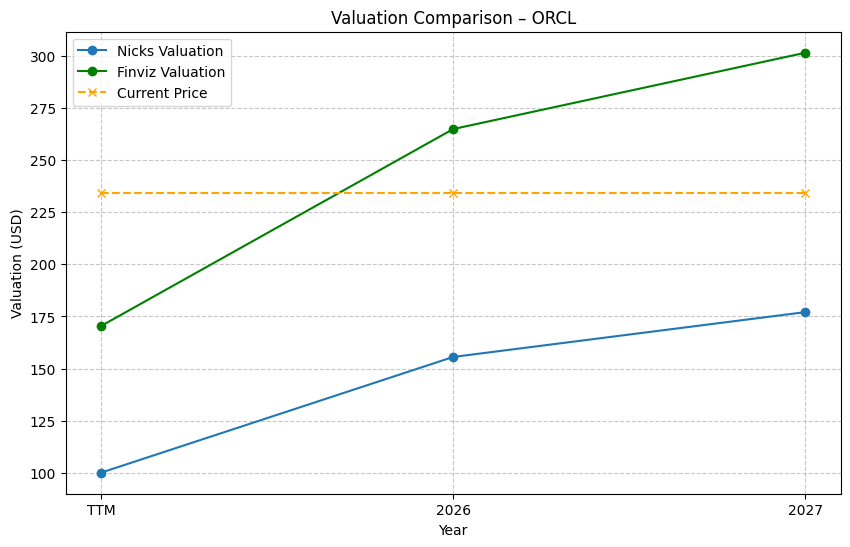 Valuation Comparison – ORCL
Nicks Valuation
Finviz Valuation
Current Price
Valuation (USD)
300
275
250
225
200
175
150
125
100
TTM
2026
2027
Year